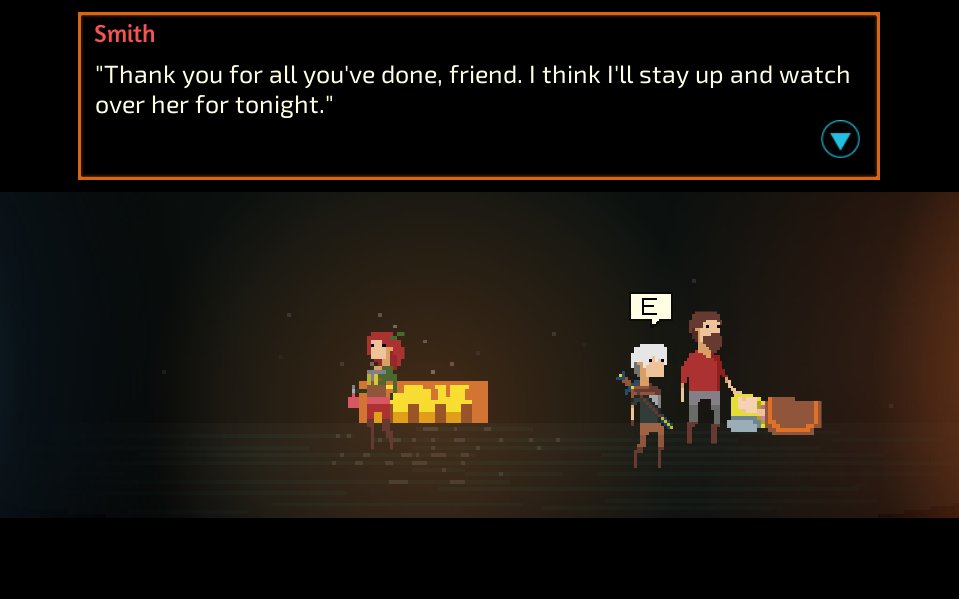 Smith
"Thank you for all you've done, friend. I think I'll stay up and watch
over her for tonight."
E